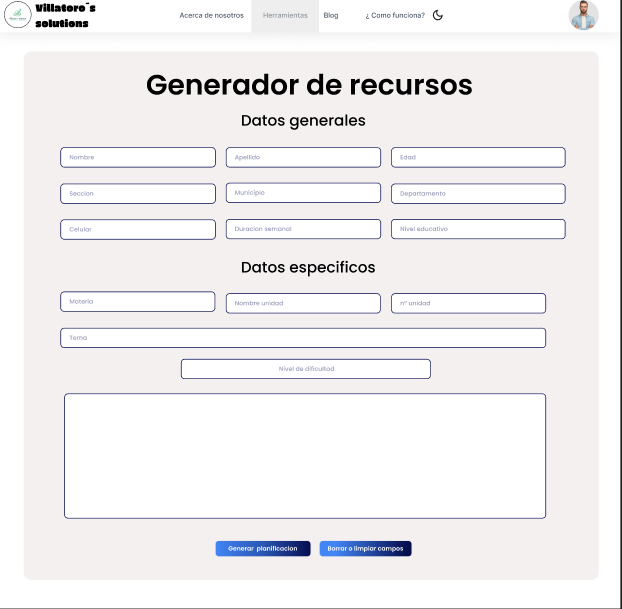 Villatoro´s
solutions
Acerca de nosotros Herramientas Blog ¿ Como funciona?
Generador de recursos
Datos generales
Nombre Apellido Edad
Seccion Municipio Departamento
Celular Duracion semanal Nivel educativo
Datos especificos
Materia Nombre unidad n° unidad
Tema
Nivel de dificultad
Generar planificacion Borrar o limpiar campos